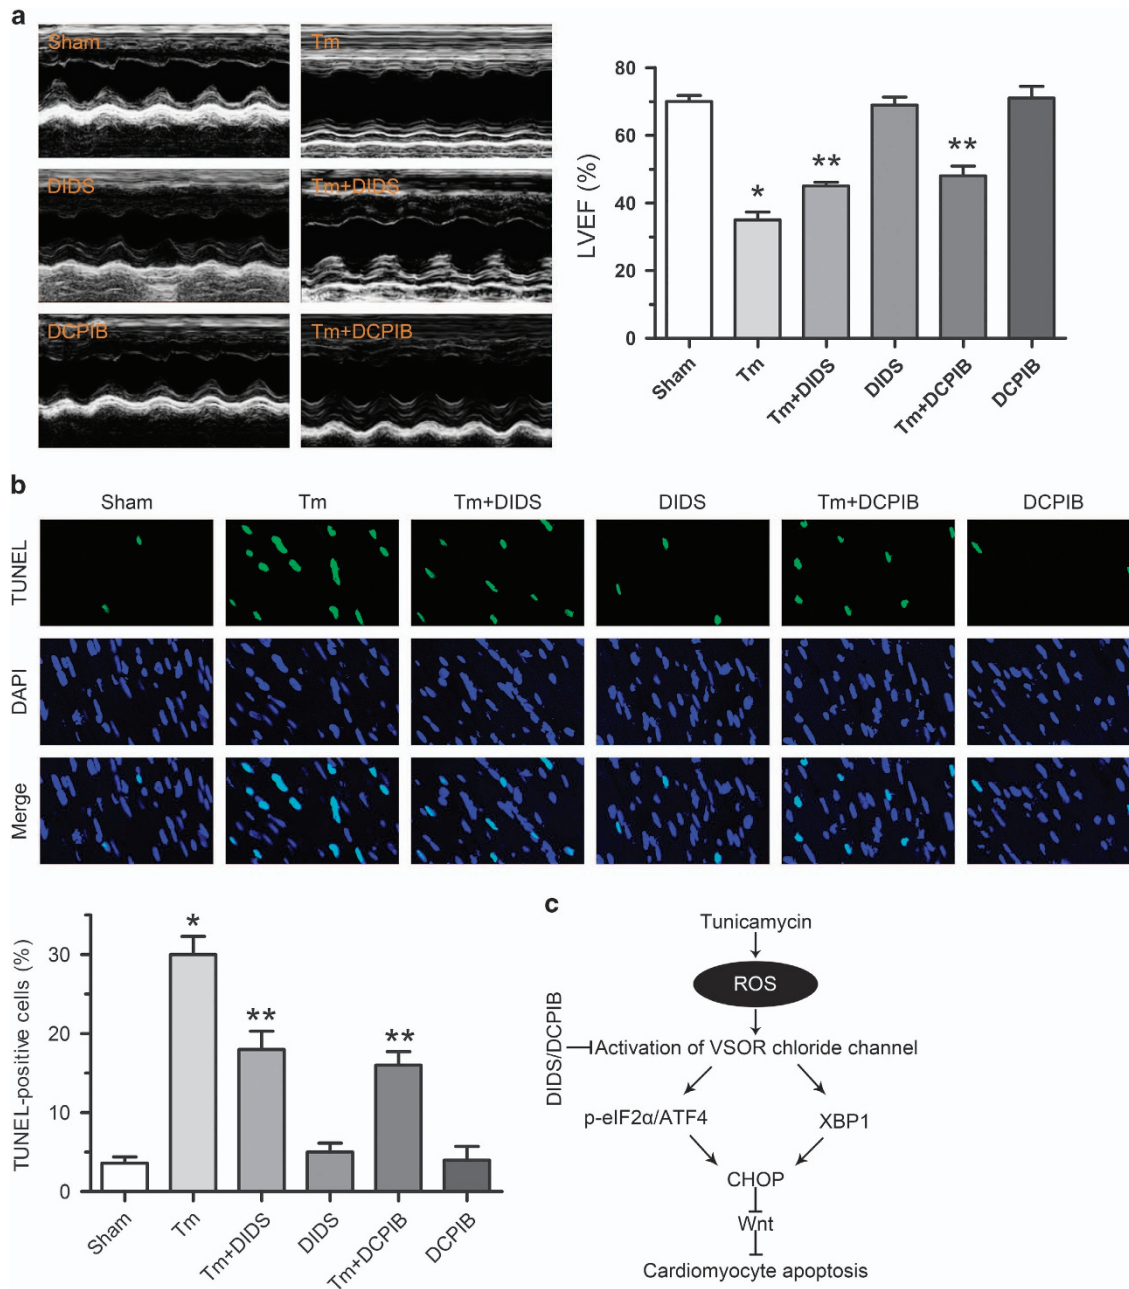 a
Sham
Tm
DIDS
Tm+DIDS
DCPIB
Tm+DCPIB
LVEF (%)
80
60
40
20
0
*
**
**
Sham
Tm
Tm+DIDS
DIDS
Tm+DCPIB
DCPIB
b
Sham Tm Tm+DIDS DIDS Tm+DCPIB DCPIB
TUNEL
DAPI
Merge
TUNEL-positive cells (%)
30
20
10
0
*
**
**
Sham
Tm
Tm+DIDS
DIDS
Tm+DCPIB
DCPIB
c
Tunicamycin
ROS
DIDS/DCPIB
Activation of VSOR chloride channel
p-eIF2α/ATF4 XBP1
CHOP
Wnt
Cardiomyocyte apoptosis